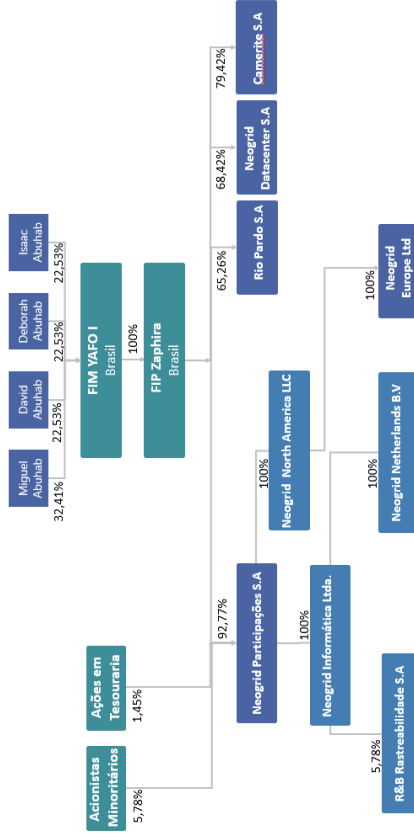 Miguel
Abuhab
David
Abuhab
Deborah
Abuhab
Isaac
Abuhab
32,41%
22,53%
22,53%
22,53%
FIM YAFO I
Brasil
100%
FIP Zaphira
Brasil
Acionistas
Minoritários
Ações em
Tesouraria
5,78%
1,45%
92,77%
65,26%
68,42%
79,42%
Neogrid Participações S.A
Rio Pardo S.A
Neogrid
Datacenter S.A
Camerite S.A
100%
100%
Neogrid Informática Ltda.
Neogrid North America LLC
5,78%
100%
100%
R&B Rastreabilidade S.A
Neogrid Netherlands B.V
Neogrid
Europe Ltd